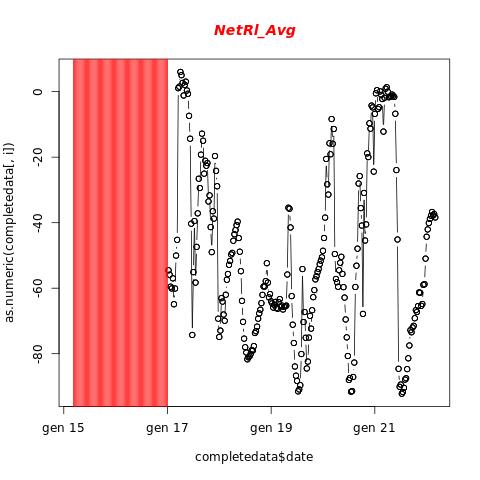 NetRl_Avg
as.numeric(completedata[, i])
0
-20
-40
-60
-80
gen 15
gen 17
gen 19
gen 21
completedata$date